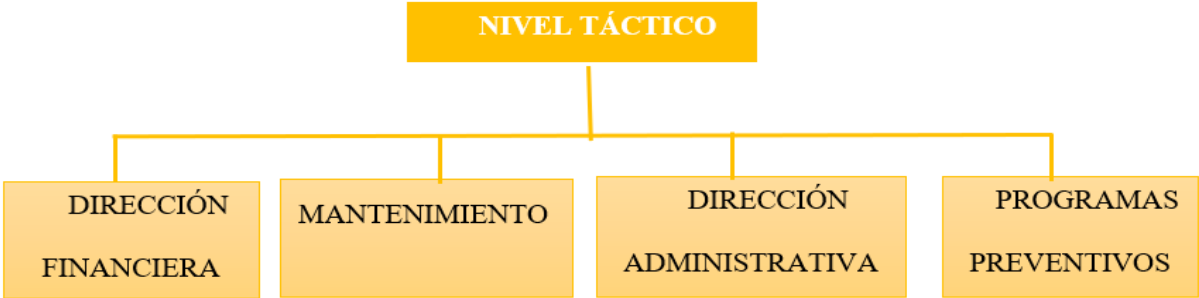 NIVEL TÁCTICO
DIRECCIÓN
FINANCIERA
MANTENIMIENTO
DIRECCIÓN
ADMINISTRATIVA
PROGRAMAS
PREVENTIVOS